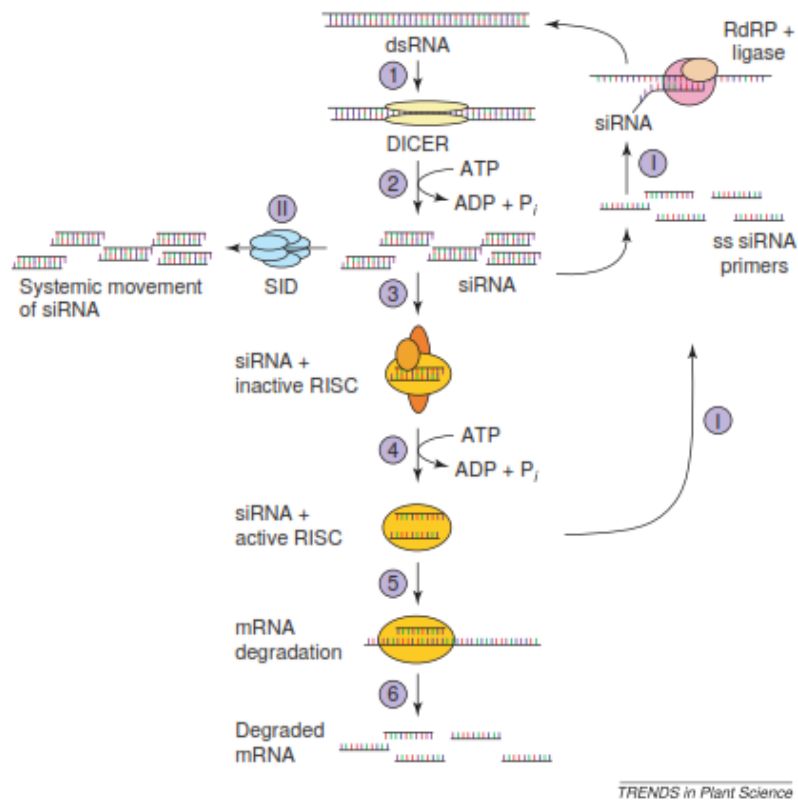 dsRNA
RdRP +
ligase
1
DICER
siRNA
2
ATP
ADP + Pi
I
II
ss siRNA
primers
Systemic movement
of siRNA
SID
siRNA
3
siRNA +
inactive RISC
4
ATP
ADP + Pi
I
siRNA +
active RISC
5
mRNA
degradation
6
Degraded
mRNA
TRENDS in Plant Science